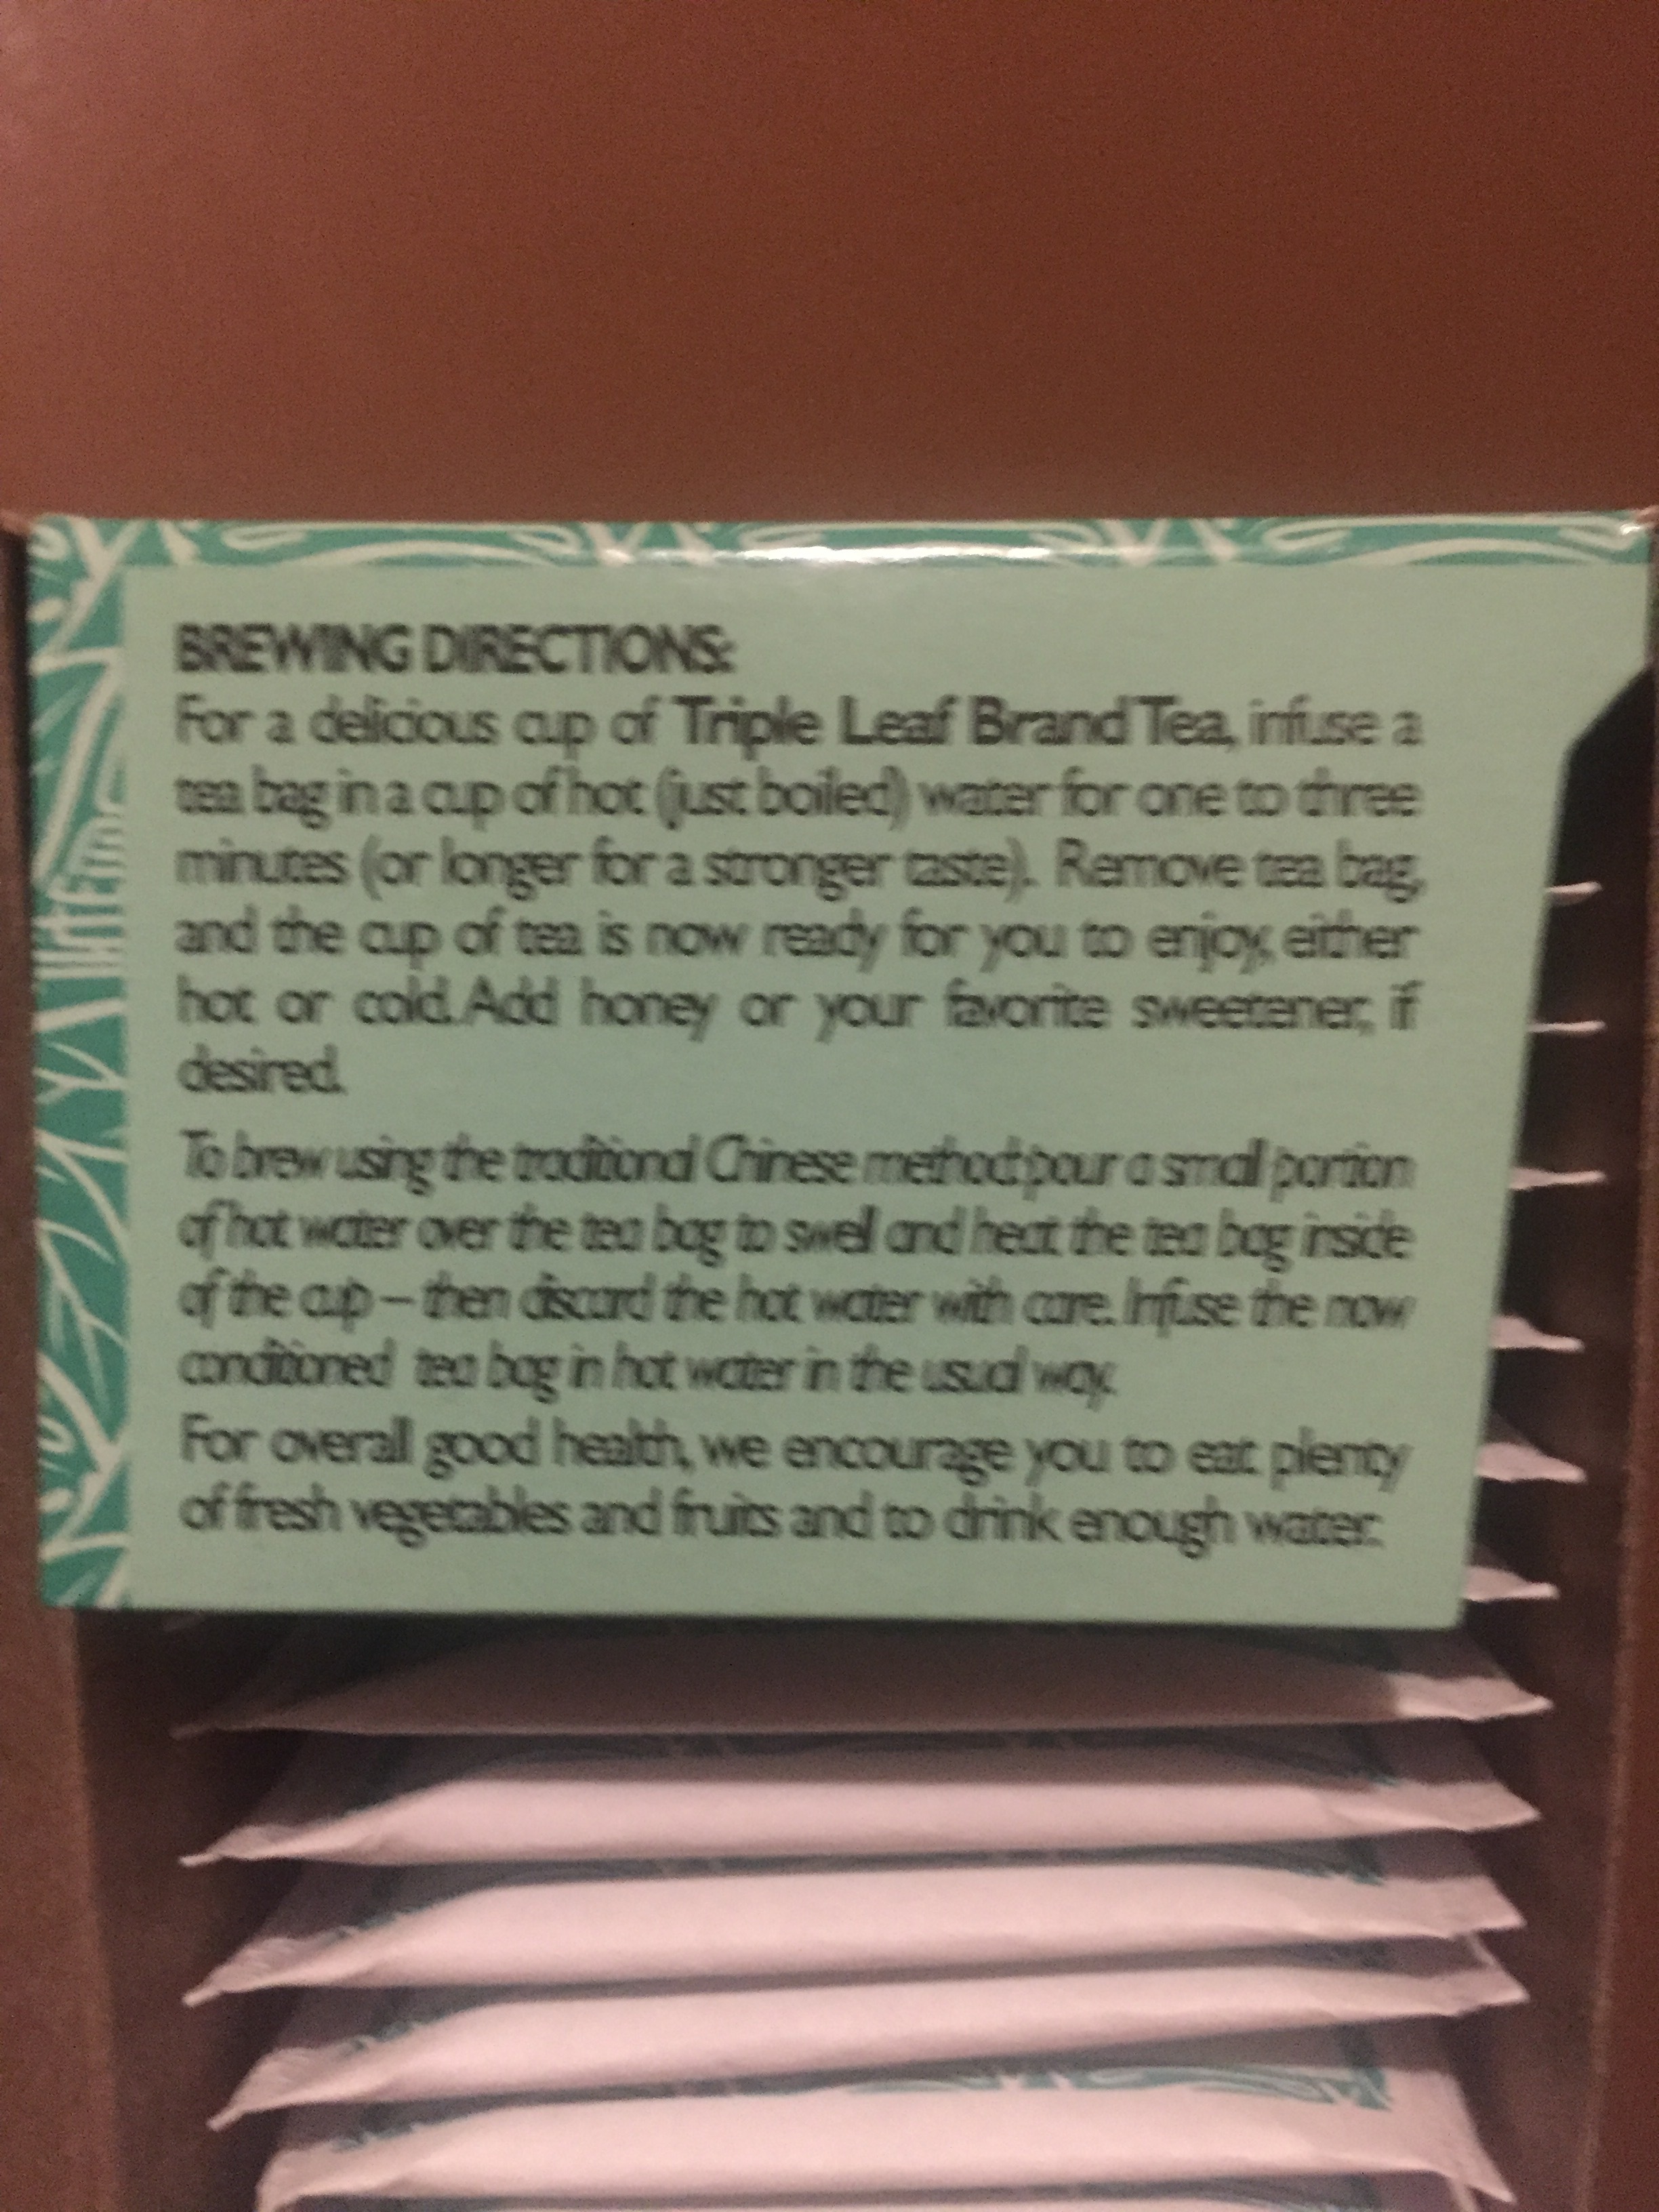 BREWING DIRECTIONS:
For a delicious cup of Triple Leaf Brand Tea, infuse a
tea bag in a cup of hot (just boiled) water for one to three
minutes (or longer for a stronger taste). Remove tea bag,
and the cup of tea is now ready for you to enjoy, either
hot or cold. Add honey or your favorite sweetener, if
desired.
To brew using the traditional Chinese method: pour a small portion
of hot water over the tea bag to swell and heat the tea bag inside
of the cup – then discard the hot water with care. Infuse the now
conditioned tea bag in hot water in the usual way.
For overall good health, we encourage you to eat plenty
of fresh vegetables and fruits and to drink enough water.